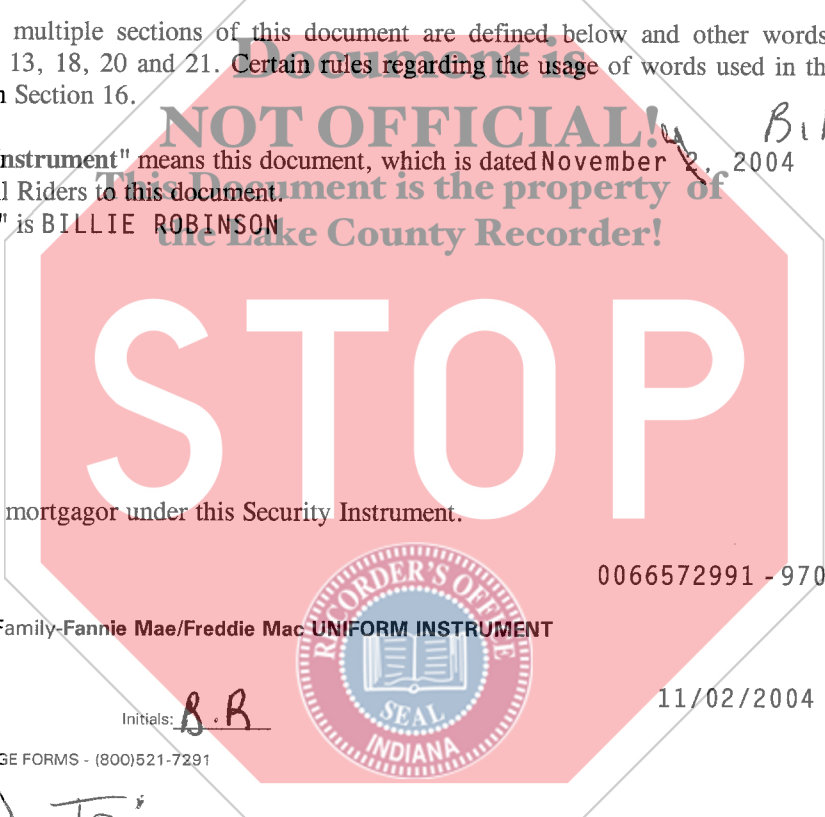 multiple sections of this document are defined below and other words
13, 18, 20 and 21. Certain rules regarding the usage of words used in th
Section 16.
Document is
NOT OFFICIAL!
This Document is the property of
the Lake County Recorder!
Instrument" means this document, which is dated November 2, 2004
l Riders to this document.
" is BILLIE ROBINSON
STOP
mortgagor under this Security Instrument.
0066572991 - 970
Family-Fannie Mae/Freddie Mac UNIFORM INSTRUMENT
RECORDER'S OFFICE
SEAL
INDIANA
Initials: B.R
11/02/2004
GE FORMS - (800)521-7291